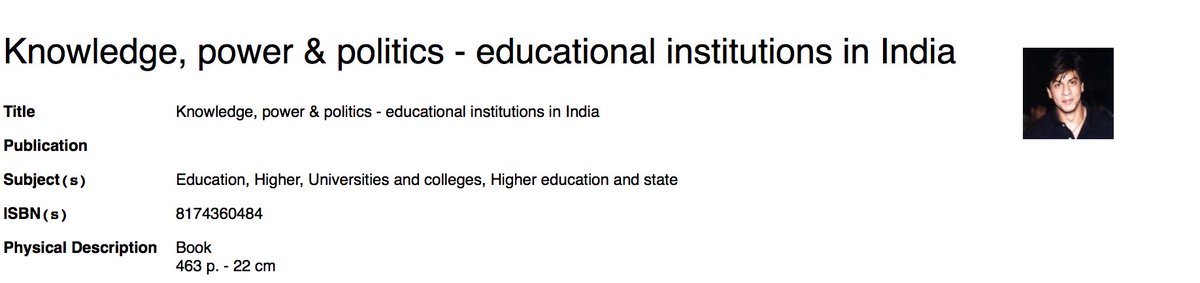 Knowledge, power & politics - educational institutions in India
Title Knowledge, power & politics - educational institutions in India
Publication
Subject(s) Education, Higher, Universities and colleges, Higher education and state
ISBN(s) 8174360484
Physical Description Book
463 p. - 22 cm